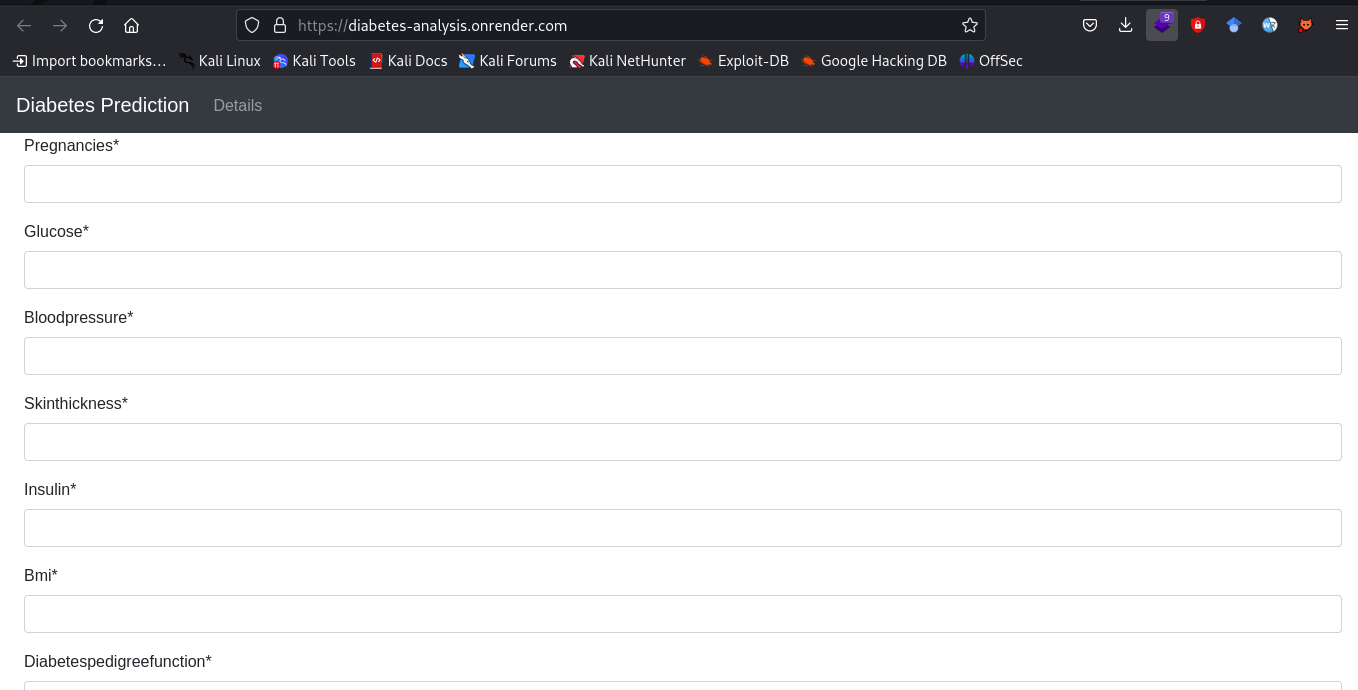 https://diabetes-analysis.onrender.com
9
Import bookmarks… Kali Linux Kali Tools Kali Docs Kali Forums Kali NetHunter Exploit-DB Google Hacking DB OffSec
Diabetes Prediction Details
Pregnancies*
Glucose*
Bloodpressure*
Skinthickness*
Insulin*
Bmi*
Diabetespedigreefunction*